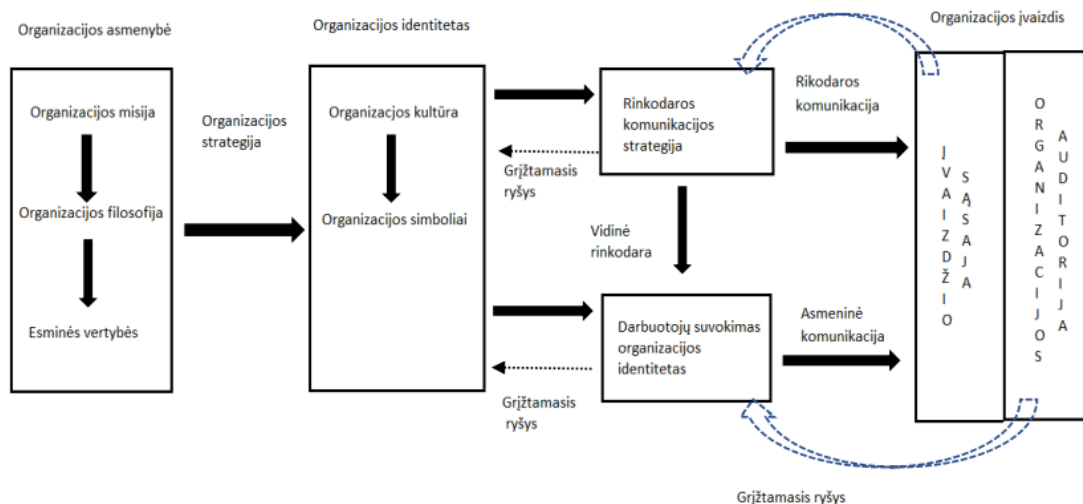 Organizacijos asmenybė
Organizacijos misija
Organizacijos filosofija
Esminės vertybės
Organizacijos
strategija
Organizacijos identitetas
Organizacjos kultūra
Organizacijos simboliai
Grįžtamasis
ryšys
Grįžtamasis
ryšys
Rinkodaros
komunikacijos
strategija
Vidinė
rinkodara
Darbuotojų suvokimas
organizacijos
identitetas
Rikodaros
komunikacija
Asmeninė
komunikacija
Organizacijos įvaizdis
ĮVAIZDŽIO
SĄSAJA
ORGANIZACIJOS
AUDITORIJA
Grįžtamasis ryšys